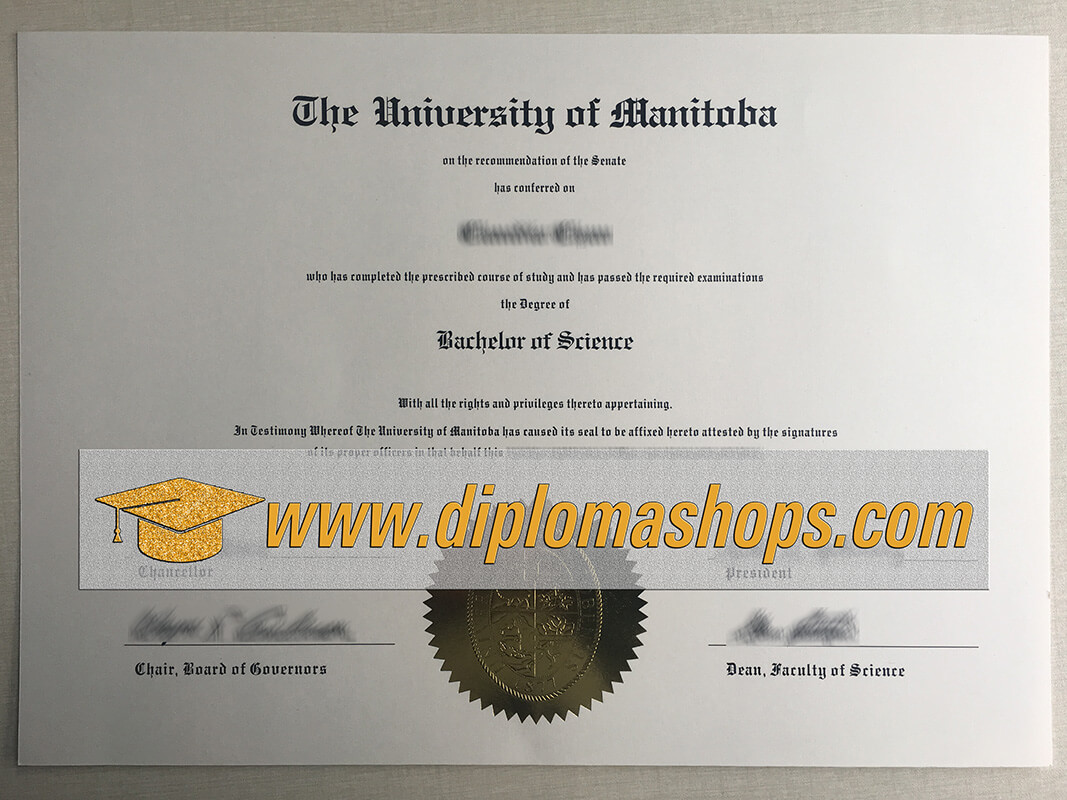 The University of Manitoba
on the recommendation of the Senate
has conferred on
who has completed the prescribed course of study and has passed the required examinations
the Degree of
Bachelor of Science
With all the rights and privileges thereto appertaining.
In Testimony Whereof The University of Manitoba has caused its seal to be affixed hereto attested by the signatures
of its proper officers in that behalf this
www.diplomashops.com
Chancellor
President
Chair, Board of Governors
Dean, Faculty of Science
1877